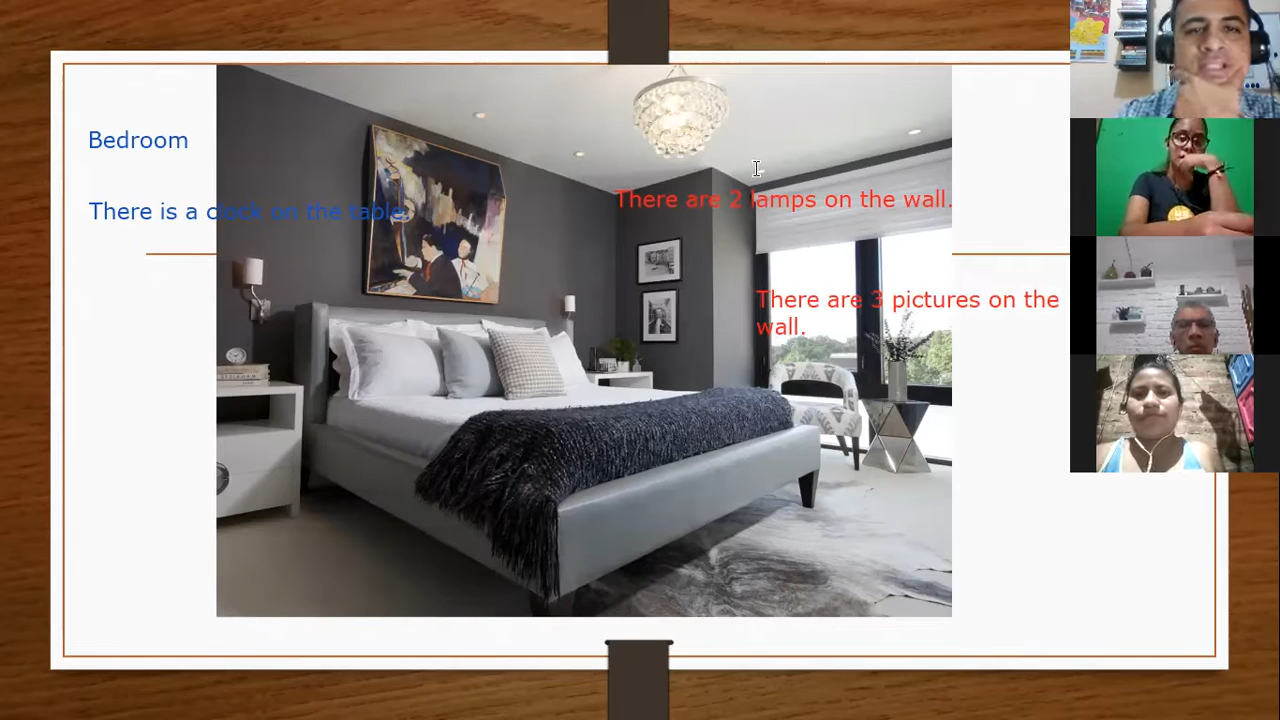 Bedroom
There is a clock on the table.
There are 2 lamps on the wall.
There are 3 pictures on the
wall.